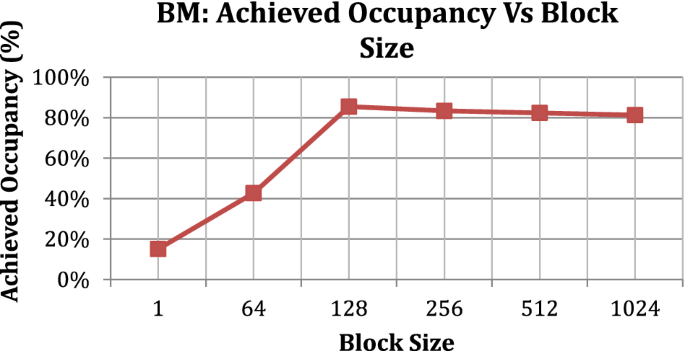 BM: Achieved Occupancy Vs Block
Size
Achieved Occupancy (%)
100%
80%
60%
40%
20%
0%
1 64 128 256 512 1024
Block Size